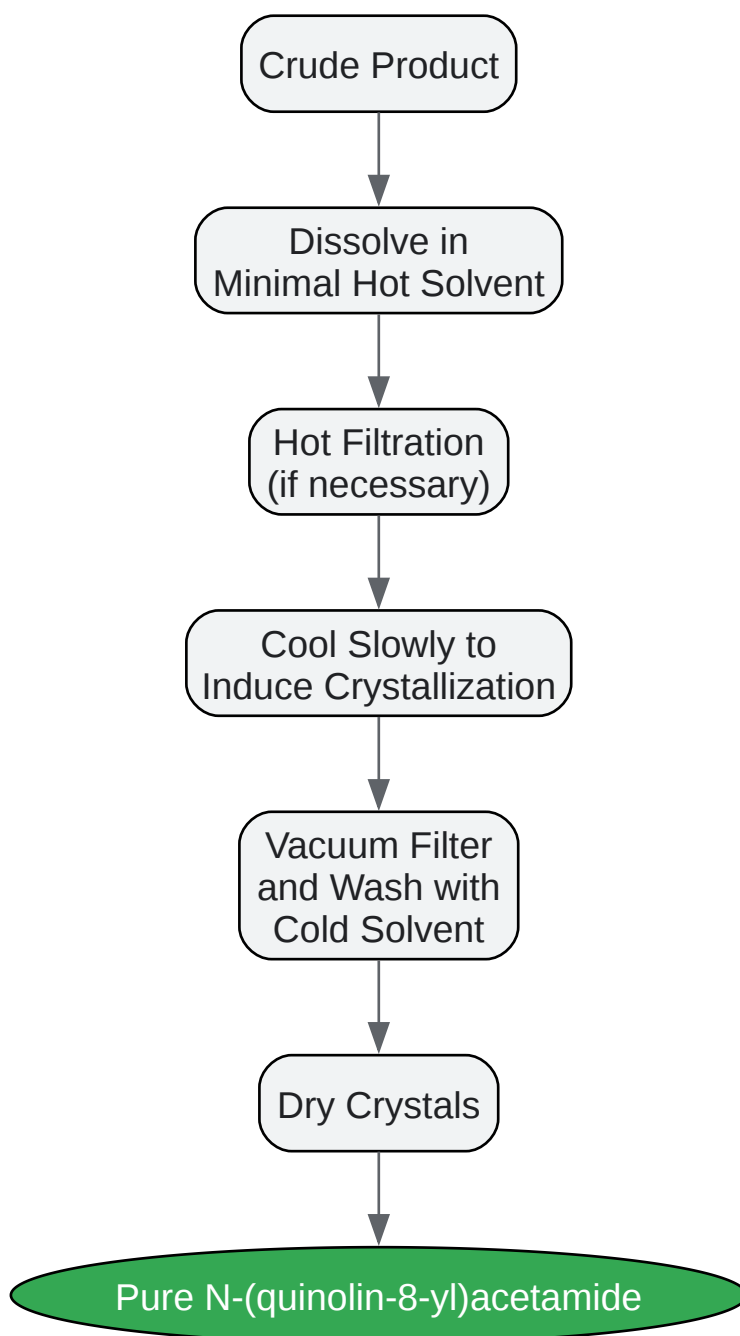 Crude Product
Dissolve in
Minimal Hot Solvent
Hot Filtration
(if necessary)
Cool Slowly to
Induce Crystallization
Vacuum Filter
and Wash with
Cold Solvent
Dry Crystals
Pure N-(quinolin-8-yl)acetamide